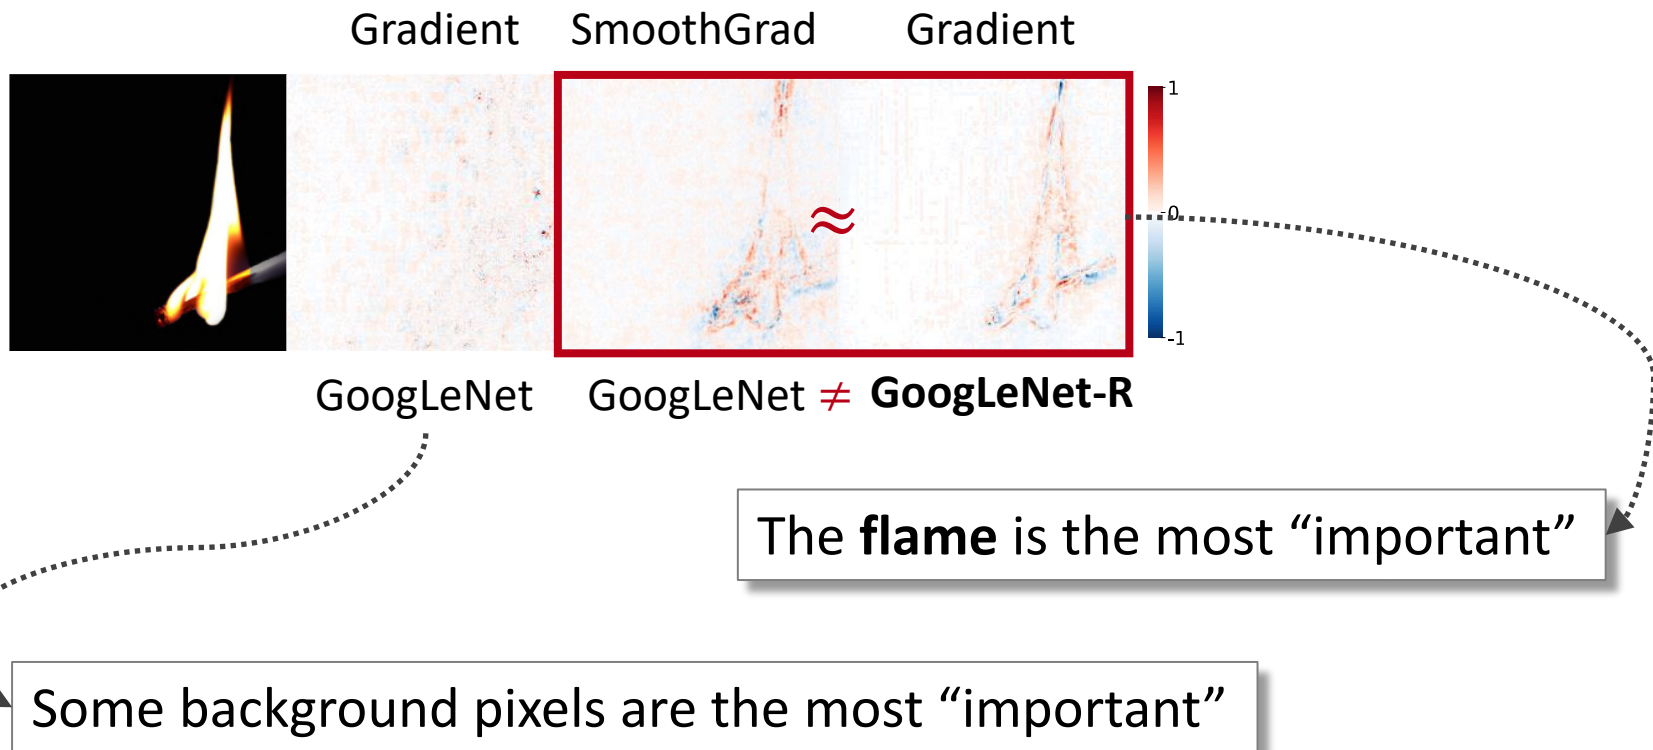 Gradient SmoothGrad Gradient
1
≈
0
-1
GoogLeNet GoogLeNet ≠ GoogLeNet-R
The flame is the most “important”
Some background pixels are the most “important”